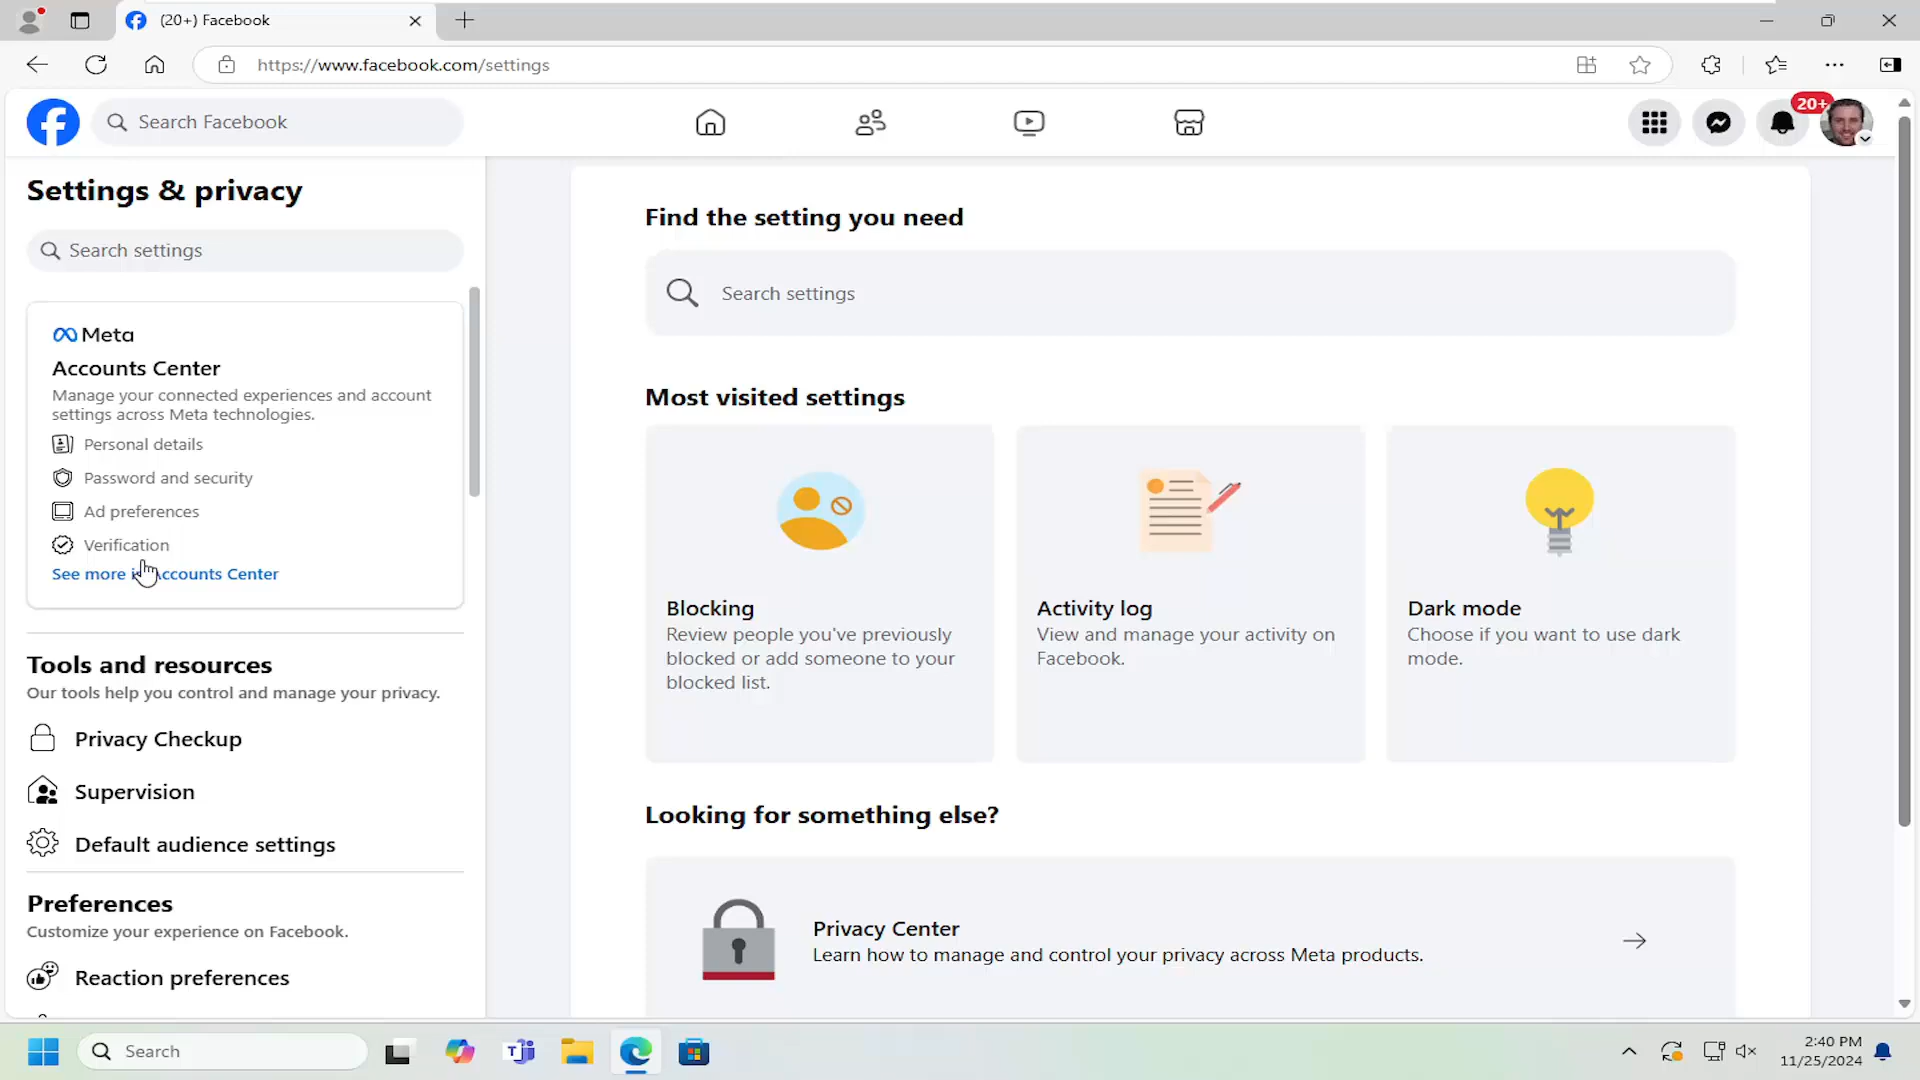 (20+) Facebook
https://www.facebook.com/settings
Search Facebook
20+
Settings & privacy
Search settings
Meta
Accounts Center
Manage your connected experiences and account
settings across Meta technologies.
Personal details
Password and security
Ad preferences
Verification
See more in Accounts Center
Tools and resources
Our tools help you control and manage your privacy.
Privacy Checkup
Supervision
Default audience settings
Preferences
Customize your experience on Facebook.
Reaction preferences
Find the setting you need
Search settings
Most visited settings
Blocking
Review people you've previously
blocked or add someone to your
blocked list.
Activity log
View and manage your activity on
Facebook.
Dark mode
Choose if you want to use dark
mode.
Looking for something else?
Privacy Center
Learn how to manage and control your privacy across Meta products.
Search
2:40 PM
11/25/2024